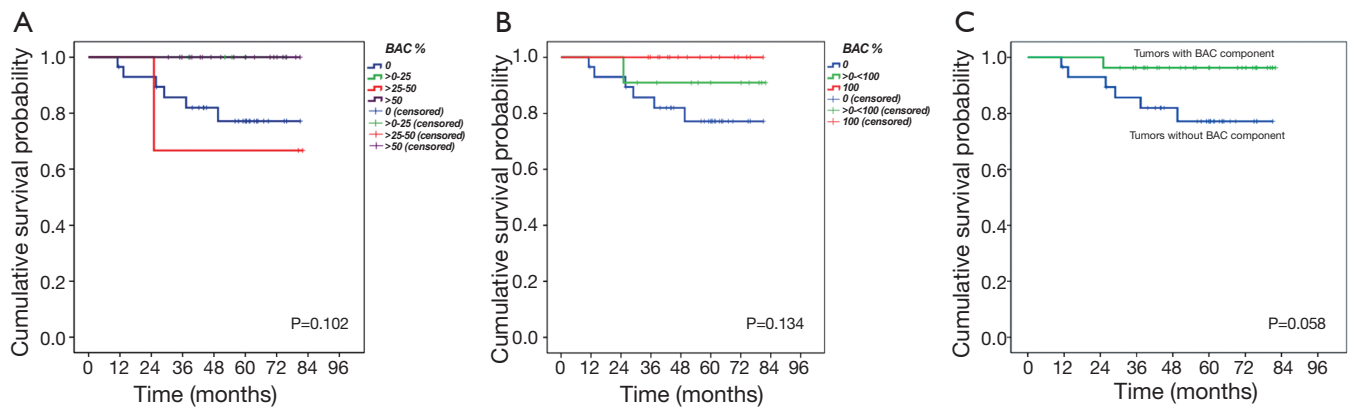 A
Cumulative survival probability
1.0
0.8
0.6
0.4
0.2
0.0
0 12 24 36 48 60 72 84 96
Time (months)
P=0.102
BAC %
0
>0-25
>25-50
>50
0 (censored)
>0-25 (censored)
>25-50 (censored)
>50 (censored)
B
Cumulative survival probability
1.0
0.8
0.6
0.4
0.2
0.0
0 12 24 36 48 60 72 84 96
Time (months)
P=0.134
BAC %
0
>0-<100
100
0 (censored)
>0-<100 (censored)
100 (censored)
C
Cumulative survival probability
1.0
0.8
0.6
0.4
0.2
0.0
0 12 24 36 48 60 72 84 96
Time (months)
Tumors with BAC component
Tumors without BAC component
P=0.058